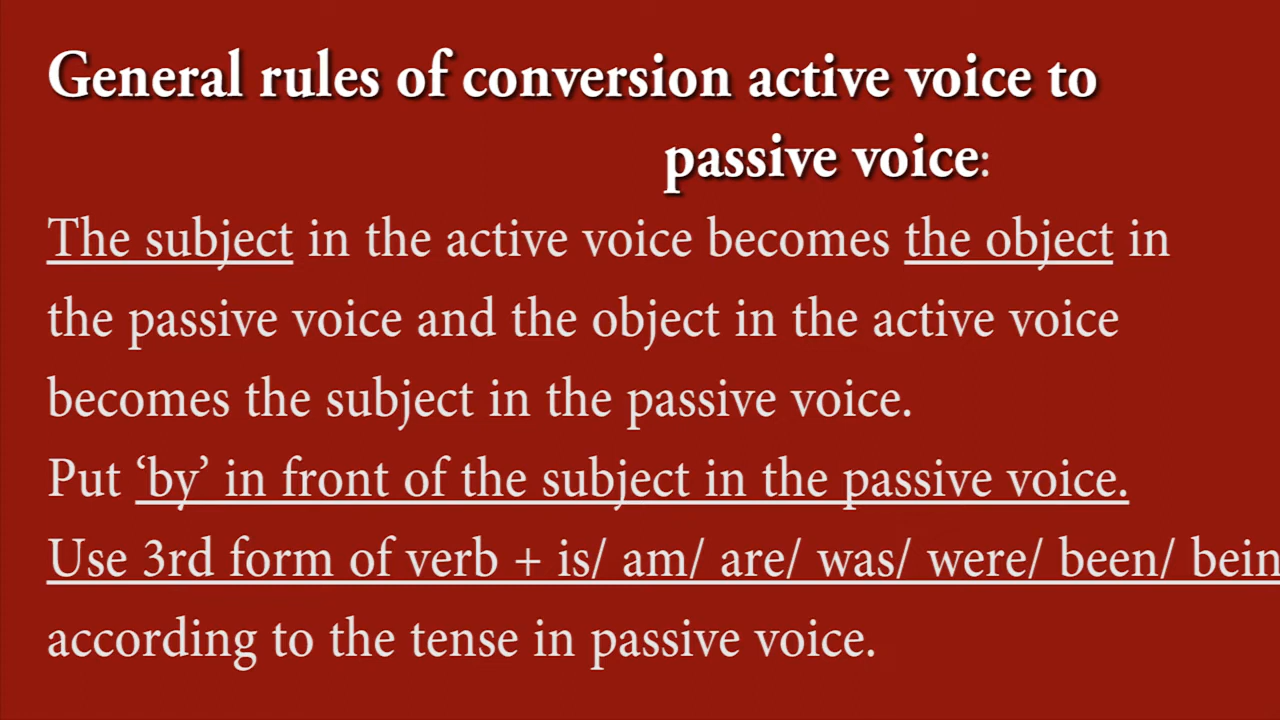 General rules of conversion active voice to
passive voice:
The subject in the active voice becomes the object in
the passive voice and the object in the active voice
becomes the subject in the passive voice.
Put ‘by’ in front of the subject in the passive voice.
Use 3rd form of verb + is/ am/ are/ was/ were/ been/ bein
according to the tense in passive voice.